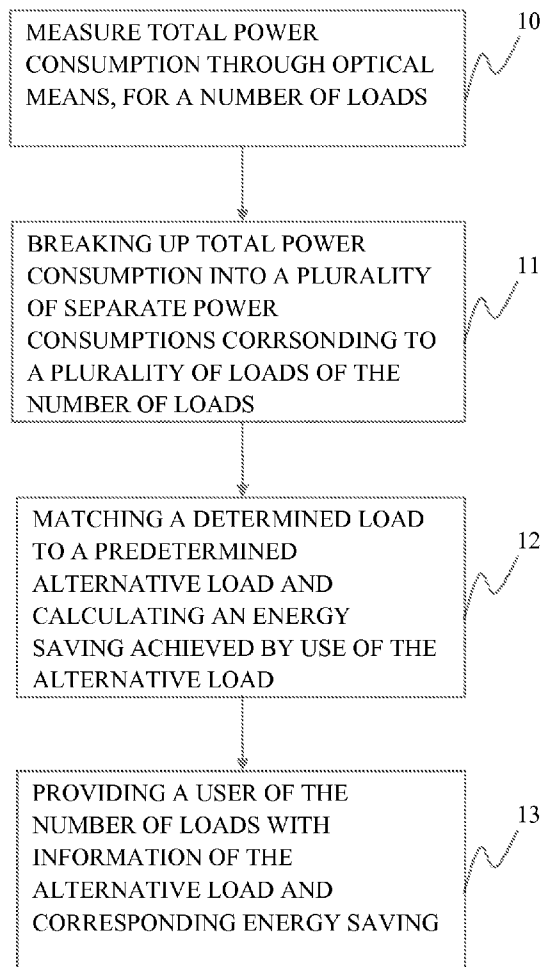 MEASURE TOTAL POWER
CONSUMPTION THROUGH OPTICAL
MEANS, FOR A NUMBER OF LOADS
10
BREAKING UP TOTAL POWER
CONSUMPTION INTO A PLURALITY
OF SEPARATE POWER
CONSUMPTIONS CORRSONDING TO
A PLURALITY OF LOADS OF THE
NUMBER OF LOADS
11
MATCHING A DETERMINED LOAD
TO A PREDETERMINED
ALTERNATIVE LOAD AND
CALCULATING AN ENERGY
SAVING ACHIEVED BY USE OF THE
ALTERNATIVE LOAD
12
PROVIDING A USER OF THE
NUMBER OF LOADS WITH
INFORMATION OF THE
ALTERNATIVE LOAD AND
CORRESPONDING ENERGY SAVING
13